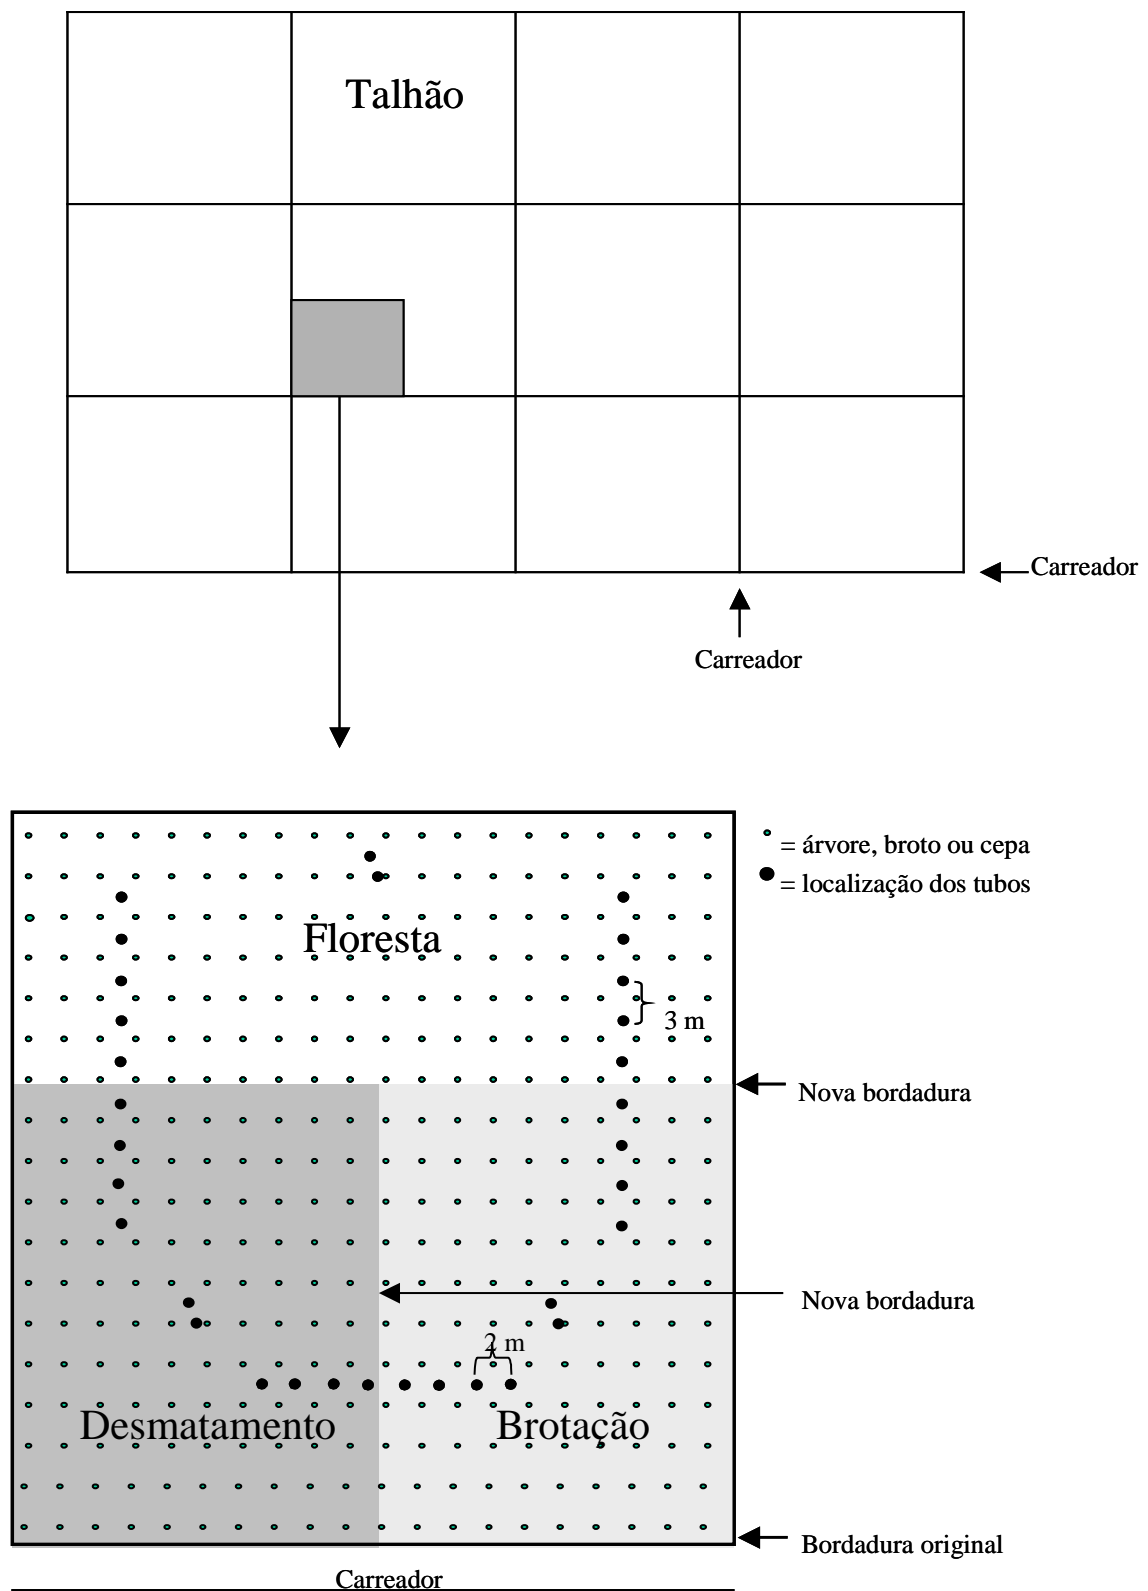 Talhão
Carreador
Carreador
= árvore, broto ou cepa
= localização dos tubos
Floresta
3 m
Nova bordadura
Nova bordadura
2 m
Desmatamento
Brotação
Bordadura original
Carreador